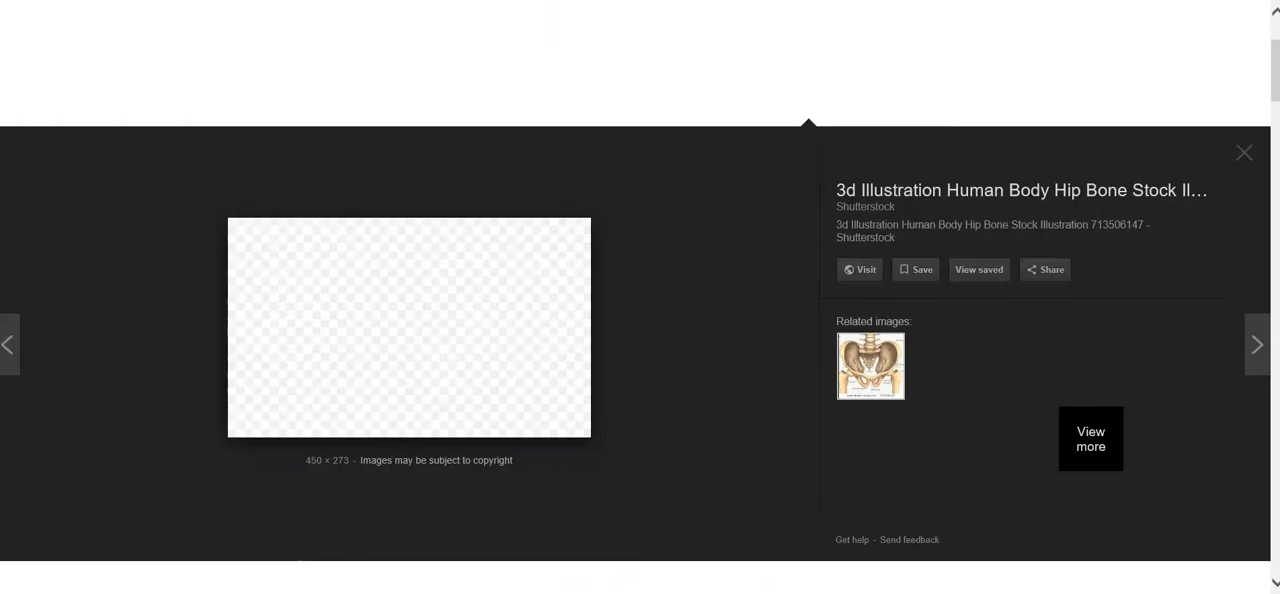 3d Illustration Human Body Hip Bone Stock Il...
Shutterstock
3d Illustration Human Body Hip Bone Stock Illustration 713506147 -
Shutterstock
Visit Save View saved Share
Related images:
View
more
450 × 273 - Images may be subject to copyright
Get help - Send feedback